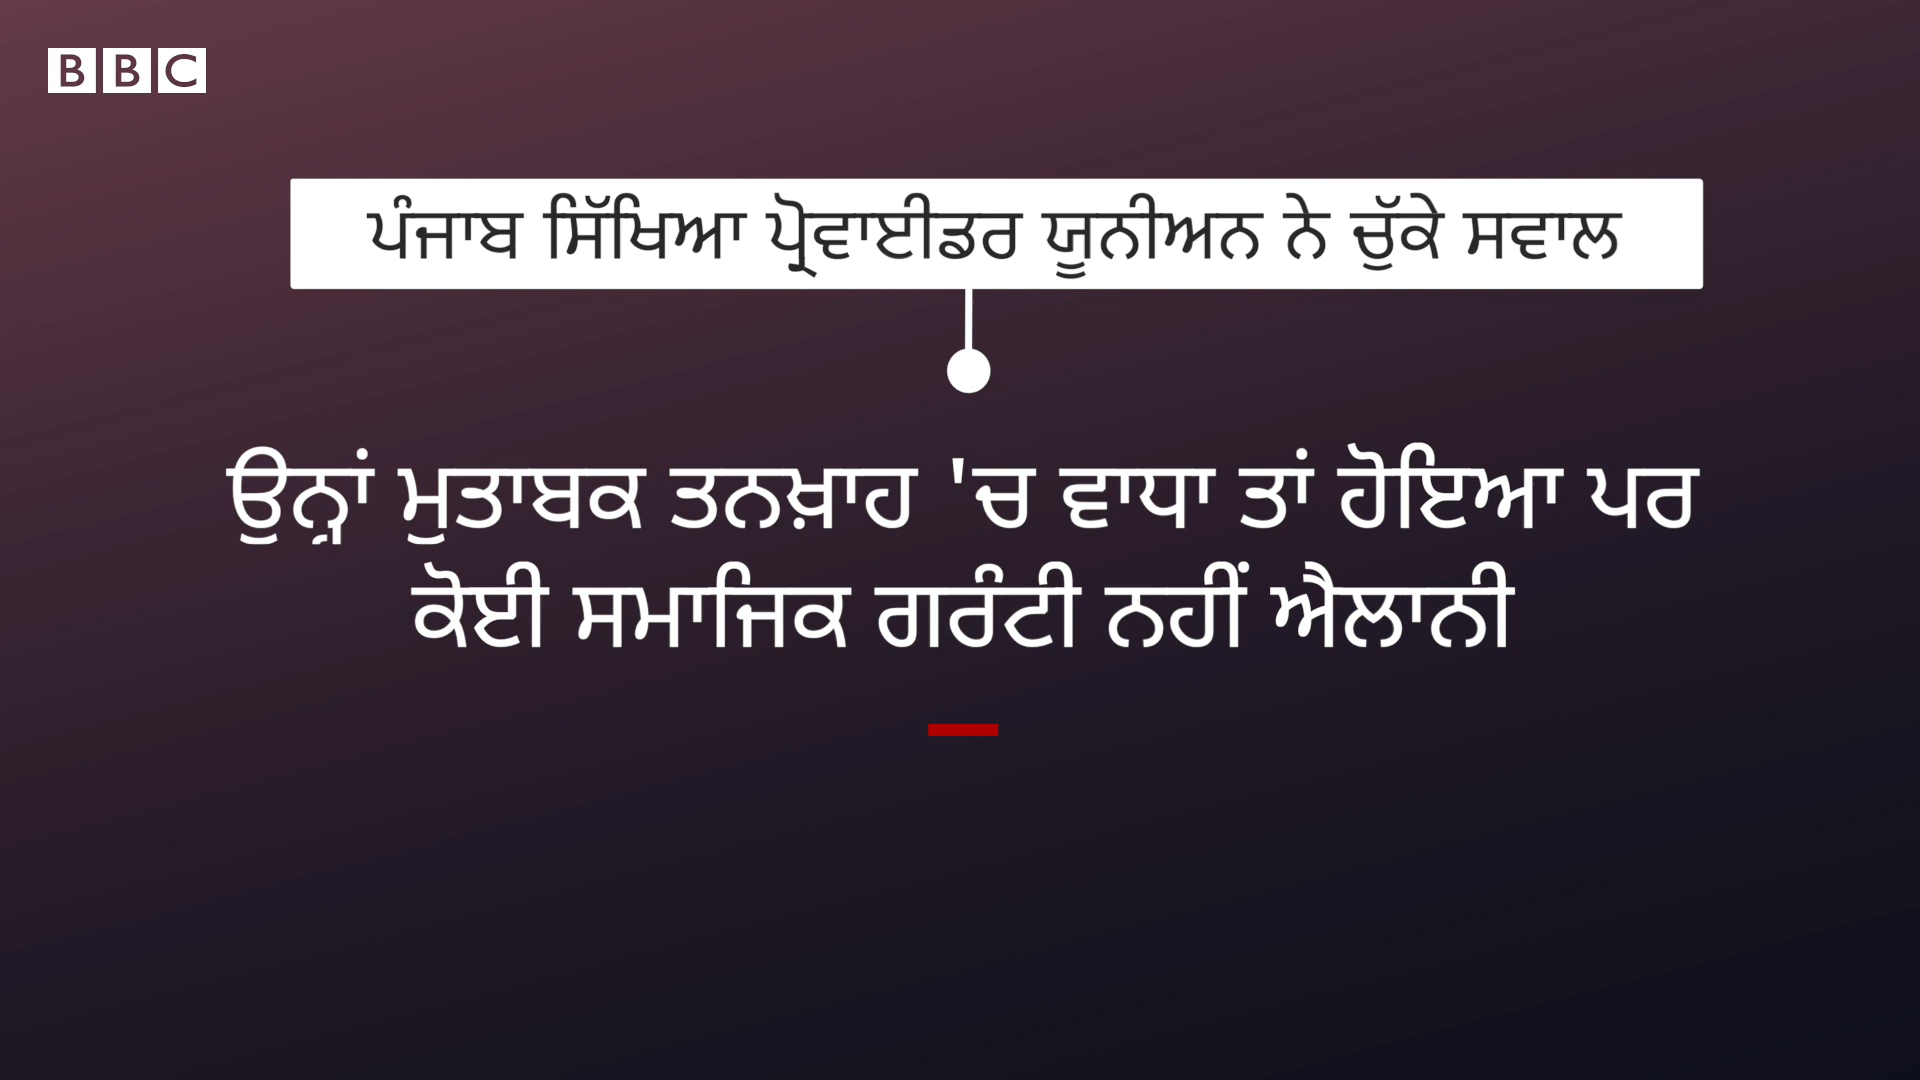 BBC
ਪੰਜਾਬ ਸਿੱਖਿਆ ਪ੍ਰੋਵਾਈਡਰ ਯੂਨੀਅਨ ਨੇ ਚੁੱਕੇ ਸਵਾਲ
ਉਨ੍ਹਾਂ ਮੁਤਾਬਕ ਤਨਖ਼ਾਹ 'ਚ ਵਾਧਾ ਤਾਂ ਹੋਇਆ ਪਰ
ਕੋਈ ਸਮਾਜਿਕ ਗਰੰਟੀ ਨਹੀਂ ਐਲਾਨੀ